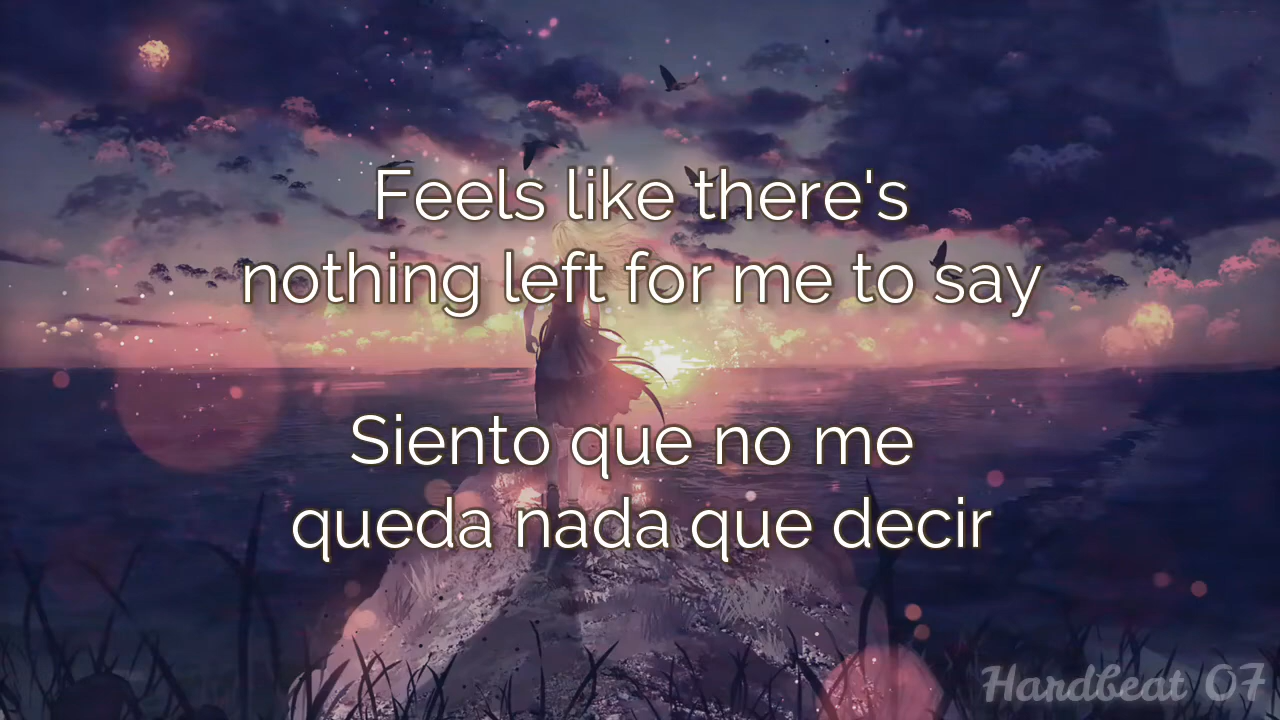 Feels like there's
nothing left for me to say
Siento que no me
queda nada que decir
Hardbeat 07